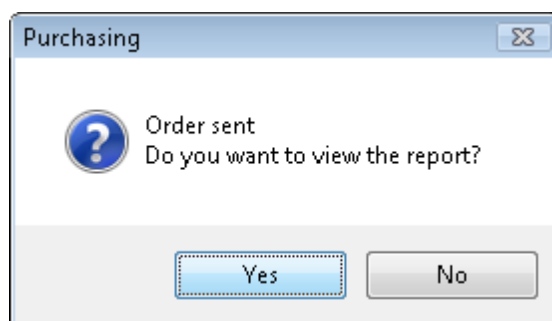 Purchasing
Order sent
Do you want to view the report?
Yes
No